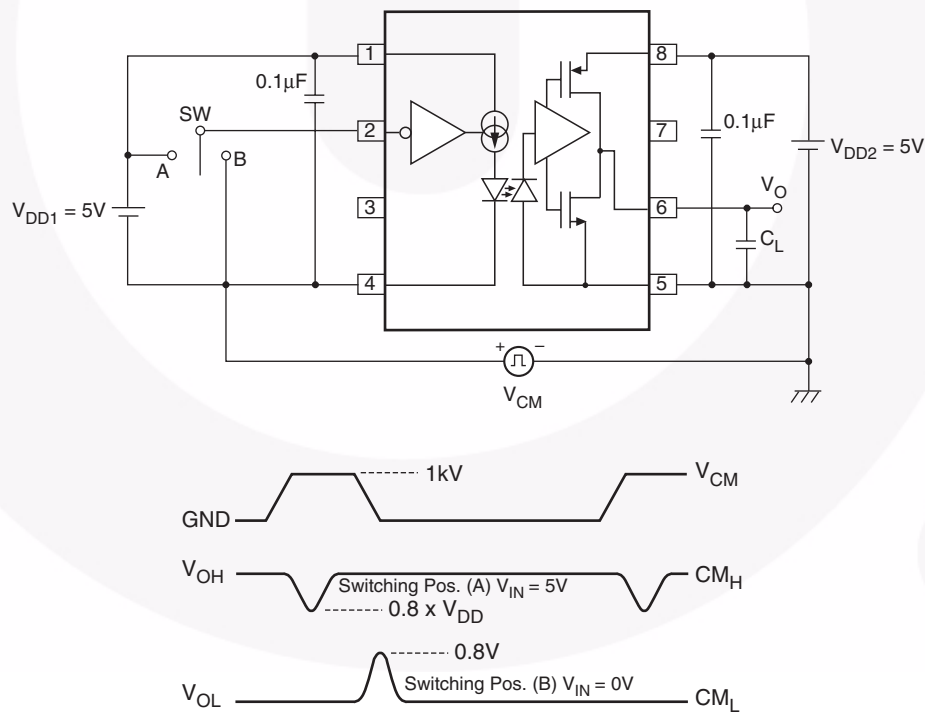 1
8
0.1µF
SW
2
7
0.1µF
A
B
V_DD2 = 5V
V_DD1 = 5V
3
6
V_O
C_L
4
5
+ −
V_CM
1kV
V_CM
GND
V_OH
Switching Pos. (A) V_IN = 5V
CM_H
0.8 x V_DD
0.8V
V_OL
Switching Pos. (B) V_IN = 0V
CM_L